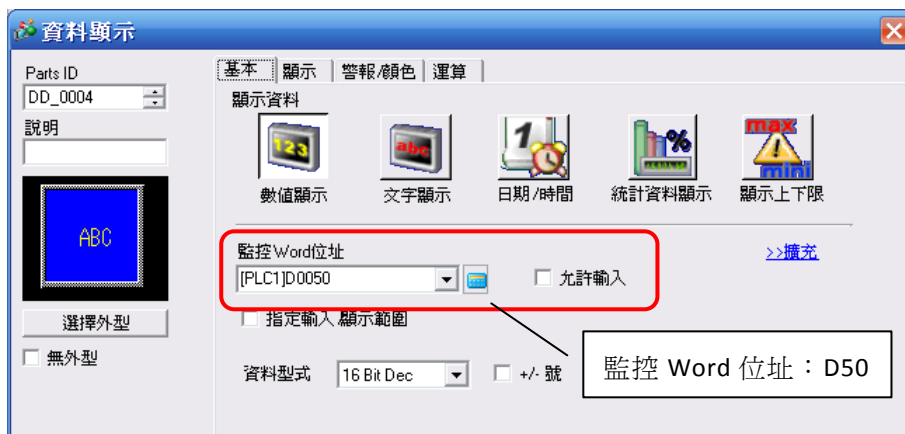 資料顯示
Parts ID
DD_0004
說明
ABC
選擇外型
無外型
基本
顯示
警報/顏色
運算
顯示資料
123
數值顯示
abc
文字顯示
1
日期/時間
%
統計資料顯示
max
mini
顯示上下限
監控Word位址
[PLC1]D0050
允許輸入
>>擴充
指定輸入.顯示範圍
資料型式
16 Bit Dec
+/- 號
監控 Word 位址：D50